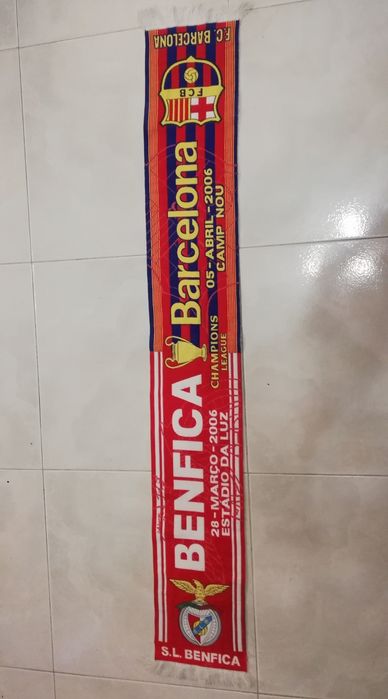 F.C. BARCELONA
FCB
Barcelona
05-ABRIL-2006
CAMP NOU
CHAMPIONS
LEAGUE
BENFICA
28-MARÇO-2006
ESTÁDIO DA LUZ
S.L. BENFICA